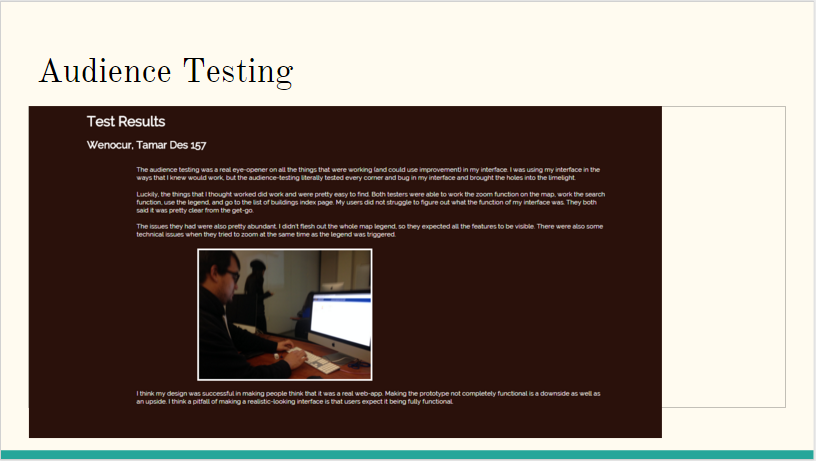 Audience Testing
Test Results
Wenocur, Tamar Des 157
The audience testing was a real eye-opener on all the things that were working (and could use improvement) in my interface. I was using my interface in the
ways that I knew would work, but the audience-testing literally tested every corner and bug in my interface and brought the holes into the limelight.
Luckily, the things that I thought worked did work and were pretty easy to find. Both testers were able to work the zoom function on the map, work the search
function, use the legend, and go to the list of buildings index page. My users did not struggle to figure out what the function of my interface was. They both
said it was pretty clear from the get-go.
The issues they had were also pretty abundant. I didn't flesh out the whole map legend, so they expected all the features to be visible. There were also some
technical issues when they tried to zoom at the same time as the legend was triggered.
I think my design was successful in making people think that it was a real web-app. Making the prototype not completely functional is a downside as well as
an upside. I think a pitfall of making a realistic-looking interface is that users expect it being fully functional.